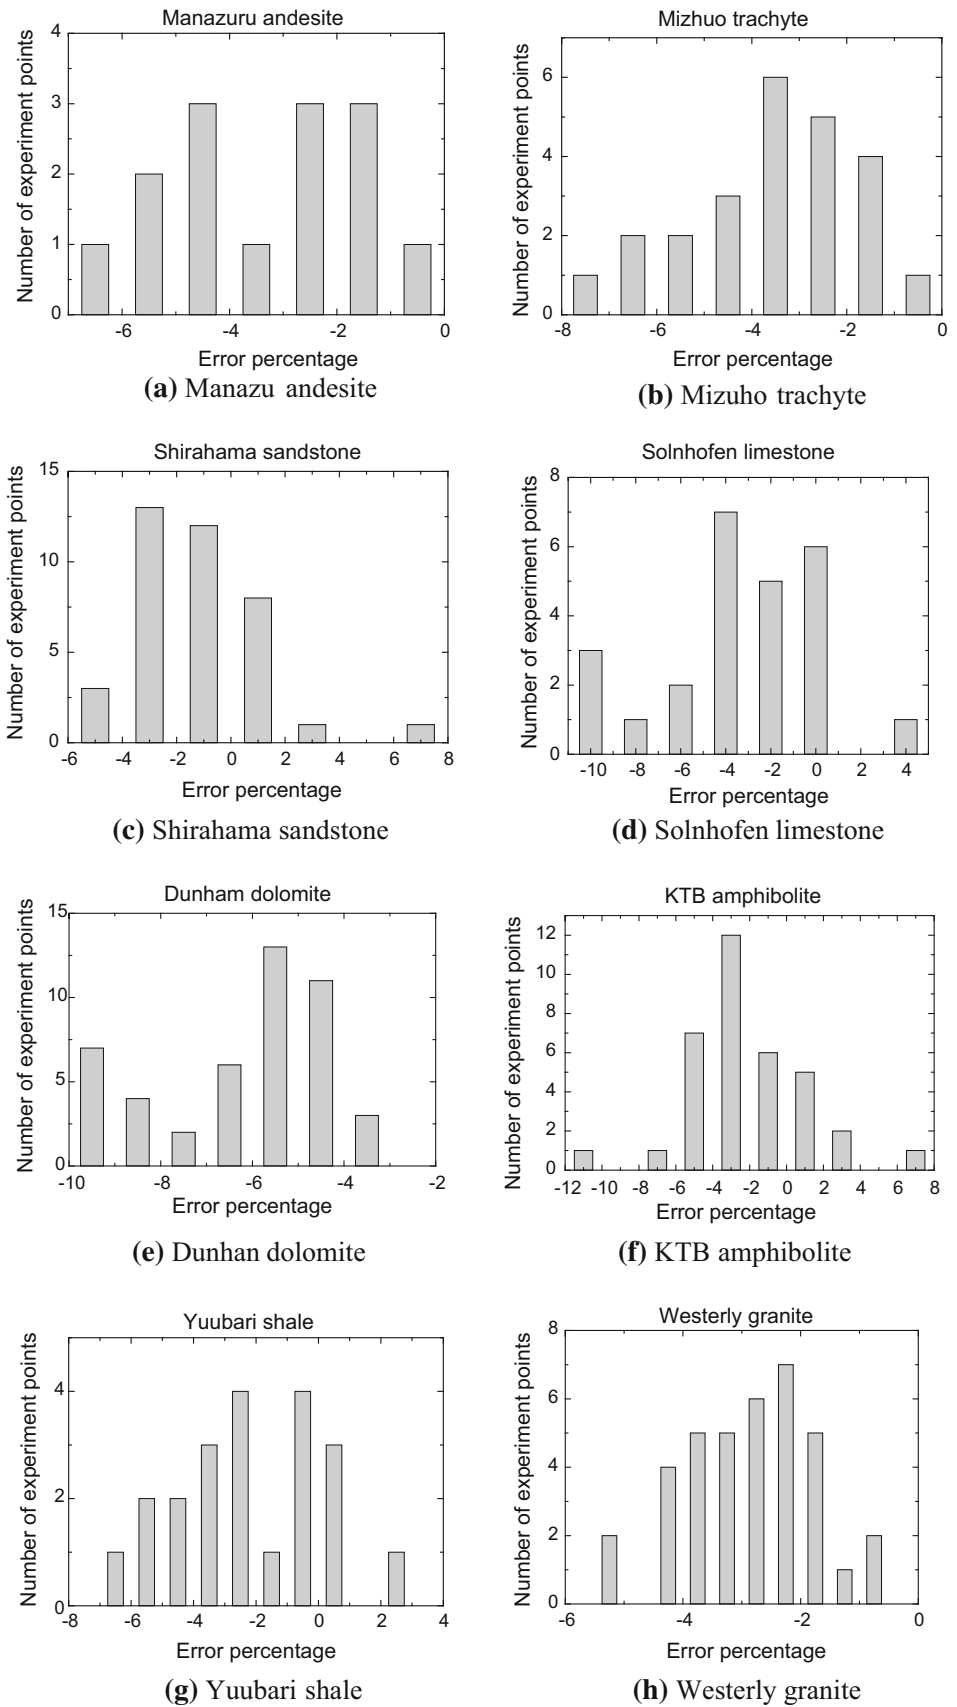 Manazuru andesite
Number of experiment points
4
3
2
1
0
-6
-4
-2
0
Error percentage
(a) Manazu andesite
Mizhuo trachyte
Number of experiment points
6
4
2
0
-8
-6
-4
-2
0
Error percentage
(b) Mizuho trachyte
Shirahama sandstone
Number of experiment points
15
10
5
0
-6
-4
-2
0
2
4
6
8
Error percentage
(c) Shirahama sandstone
Solnhofen limestone
Number of experiment points
8
6
4
2
0
-10
-8
-6
-4
-2
0
2
4
Error percentage
(d) Solnhofen limestone
Dunham dolomite
Number of experiment points
15
10
5
0
-10
-8
-6
-4
-2
Error percentage
(e) Dunhan dolomite
KTB amphibolite
Number of experiment points
12
10
8
6
4
2
0
-12
-10
-8
-6
-4
-2
0
2
4
6
8
Error percentage
(f) KTB amphibolite
Yuubari shale
Number of experiment points
4
2
0
-8
-6
-4
-2
0
2
4
Error percentage
(g) Yuubari shale
Westerly granite
Number of experiment points
8
6
4
2
0
-6
-4
-2
0
Error percentage
(h) Westerly granite